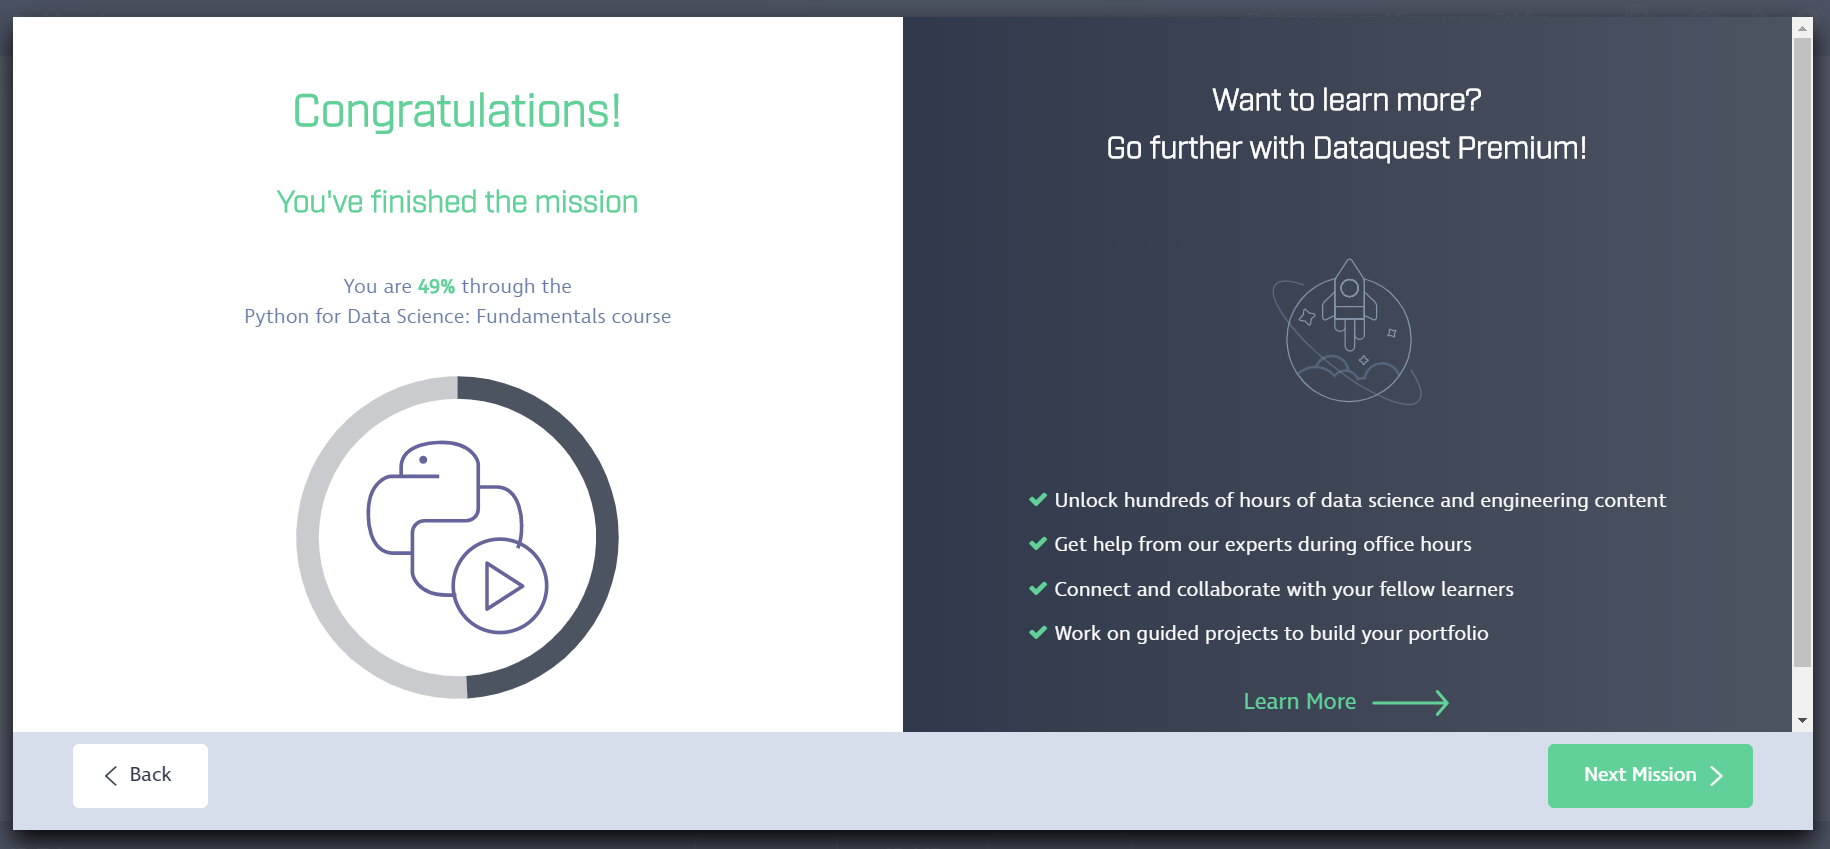 Congratulations!
You've finished the mission
You are 49% through the
Python for Data Science: Fundamentals course
Want to learn more?
Go further with Dataquest Premium!
Unlock hundreds of hours of data science and engineering content
Get help from our experts during office hours
Connect and collaborate with your fellow learners
Work on guided projects to build your portfolio
Learn More
Back
Next Mission